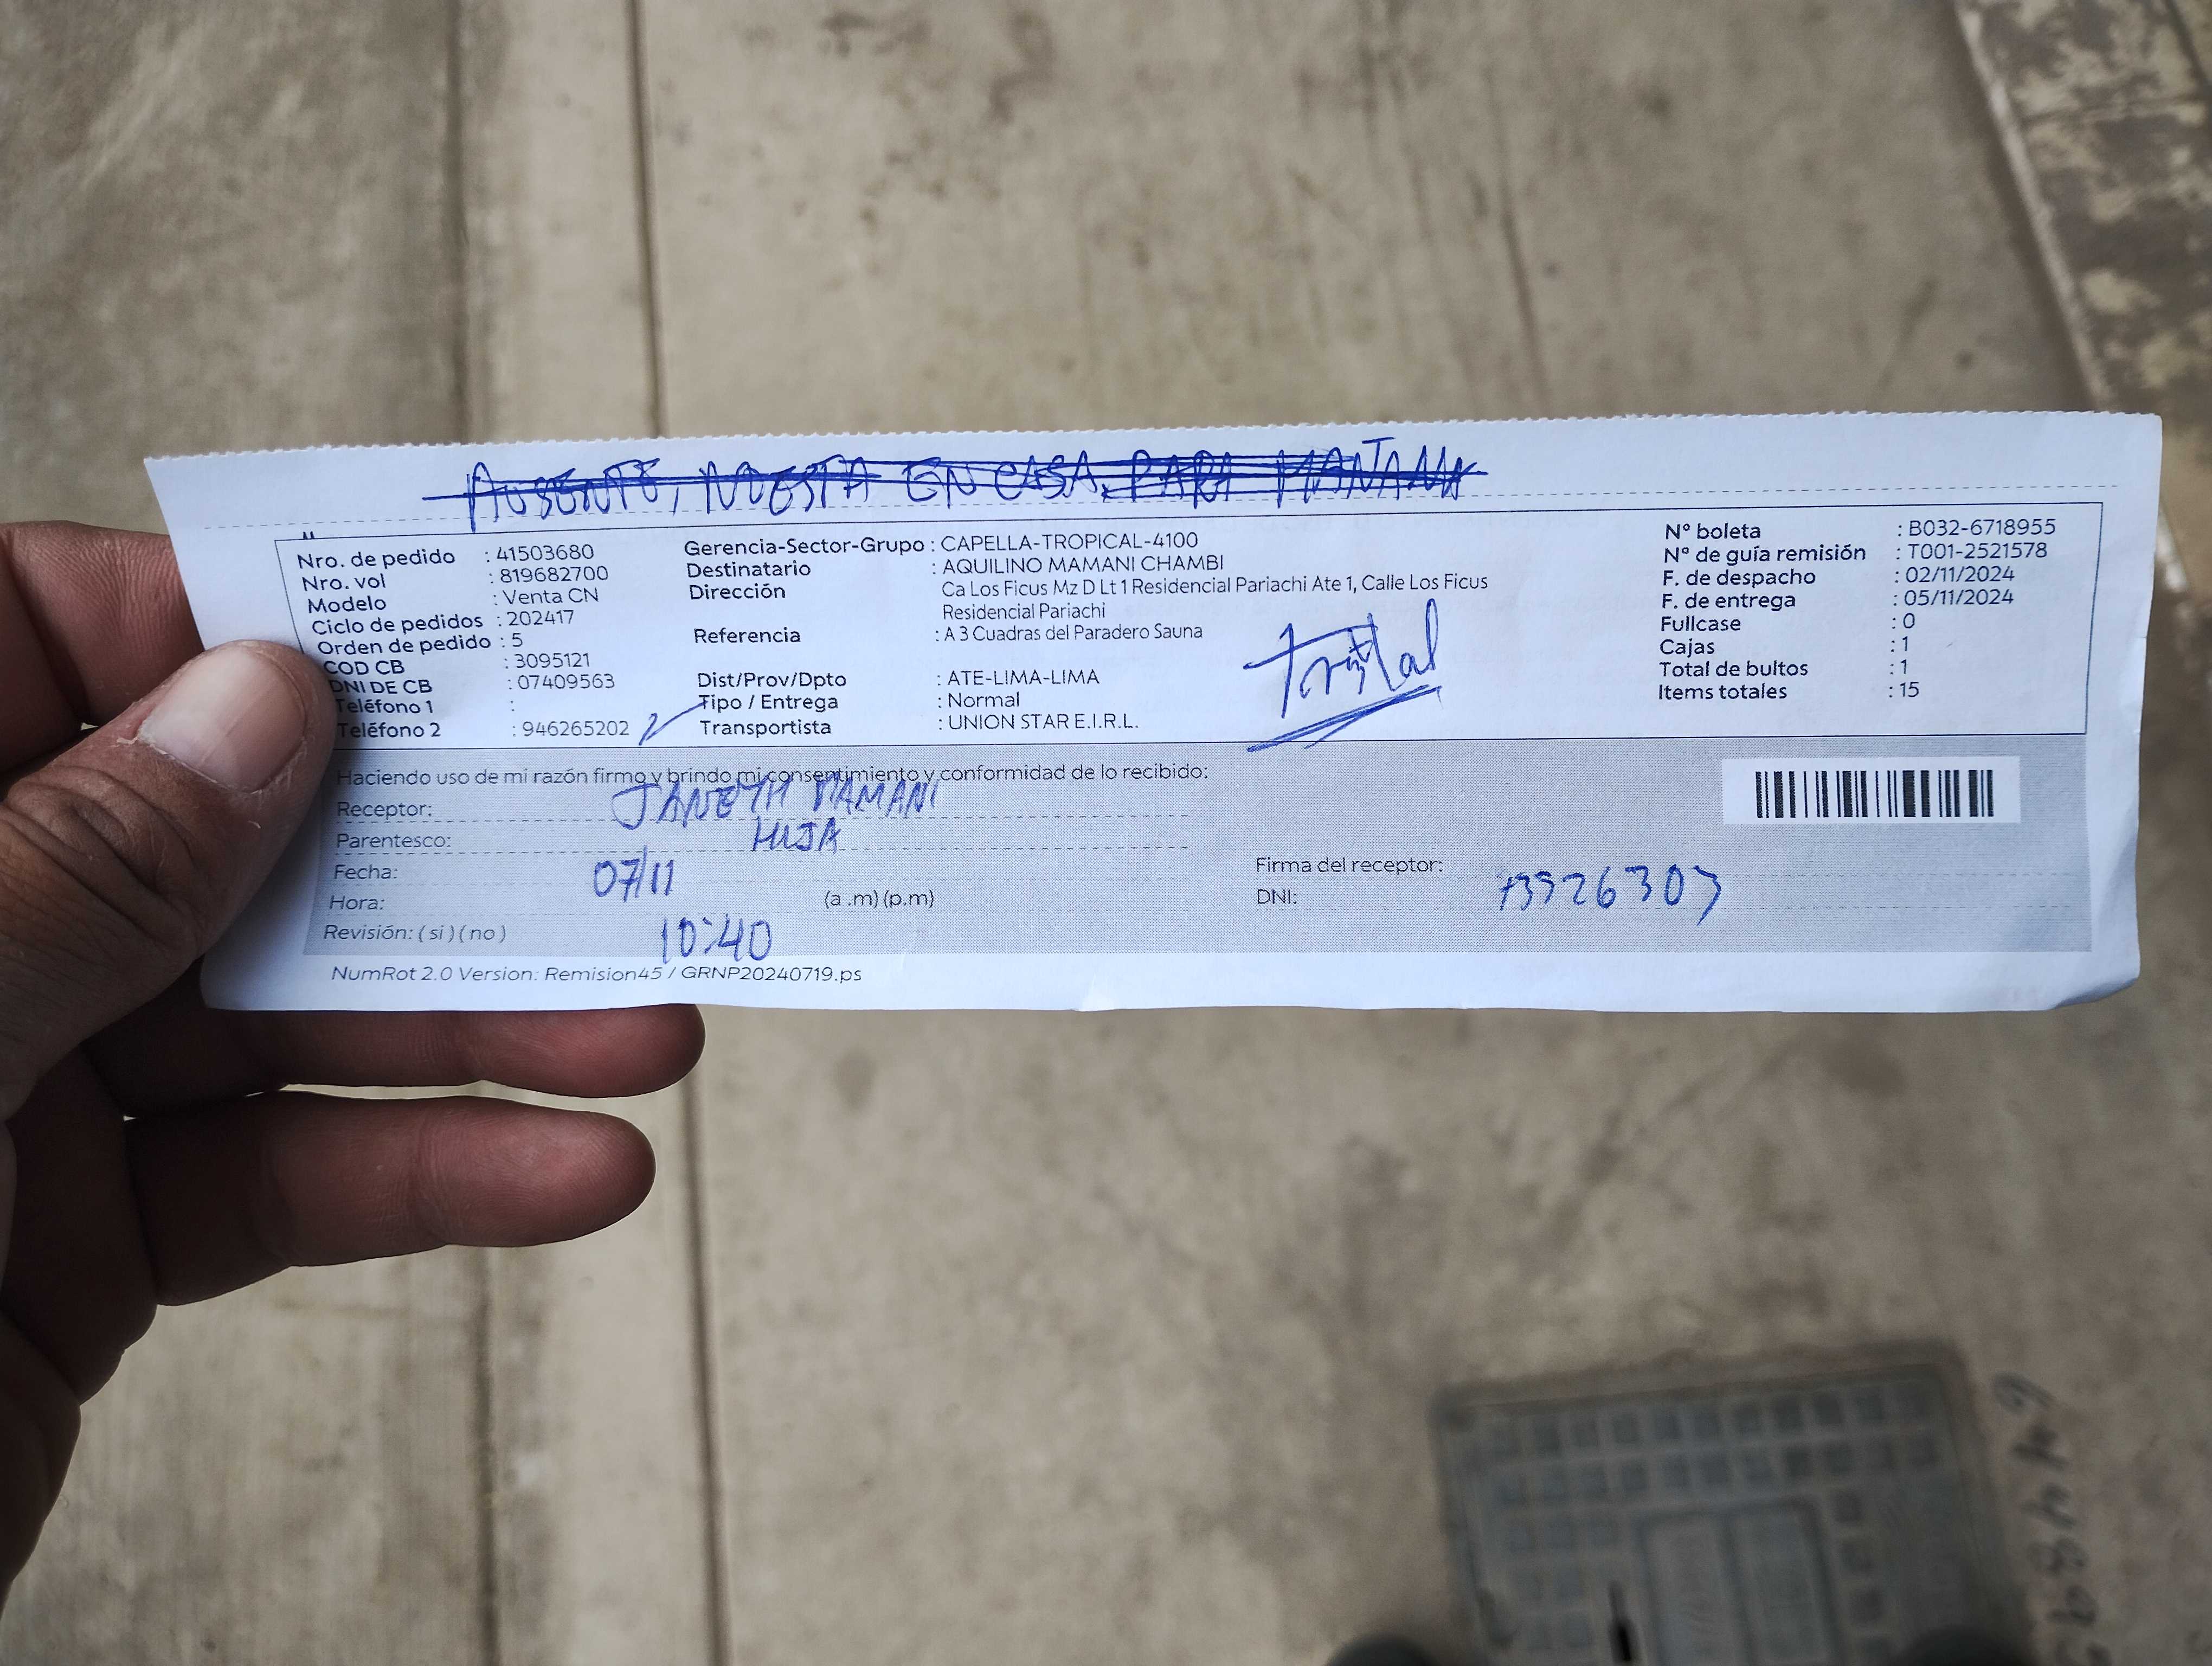 AUSENTE, NO ESTA EN CASA, PARA MAÑANA
Nro. de pedido : 41503680
Nro. vol : 819682700
Modelo : Venta CN
Ciclo de pedidos : 202417
Orden de pedido : 5
COD CB : 3095121
DNI DE CB : 07409563
Teléfono 1 :
Teléfono 2 : 946265202
Gerencia-Sector-Grupo : CAPELLA-TROPICAL-4100
Destinatario : AQUILINO MAMANI CHAMBI
Dirección Ca Los Ficus Mz D Lt 1 Residencial Pariachi Ate 1, Calle Los Ficus
Residencial Pariachi
Referencia : A 3 Cuadras del Paradero Sauna
Dist/Prov/Dpto : ATE-LIMA-LIMA
Tipo / Entrega : Normal
Transportista : UNION STAR E.I.R.L.
Nº boleta : B032-6718955
Nº de guía remisión : T001-2521578
F. de despacho : 02/11/2024
F. de entrega : 05/11/2024
Fullcase : 0
Cajas : 1
Total de bultos : 1
Items totales : 15
Haciendo uso de mi razón firmo y brindo mi consentimiento y conformidad de lo recibido:
Receptor: JANETH MAMANI
Parentesco: HIJA
Fecha: 07/11
Hora: (a .m) (p.m)
10:40
Revisión: ( si ) ( no )
Firma del receptor:
DNI: 73926307
NumRot 2.0 Version: Remision45 / GRNP20240719.ps